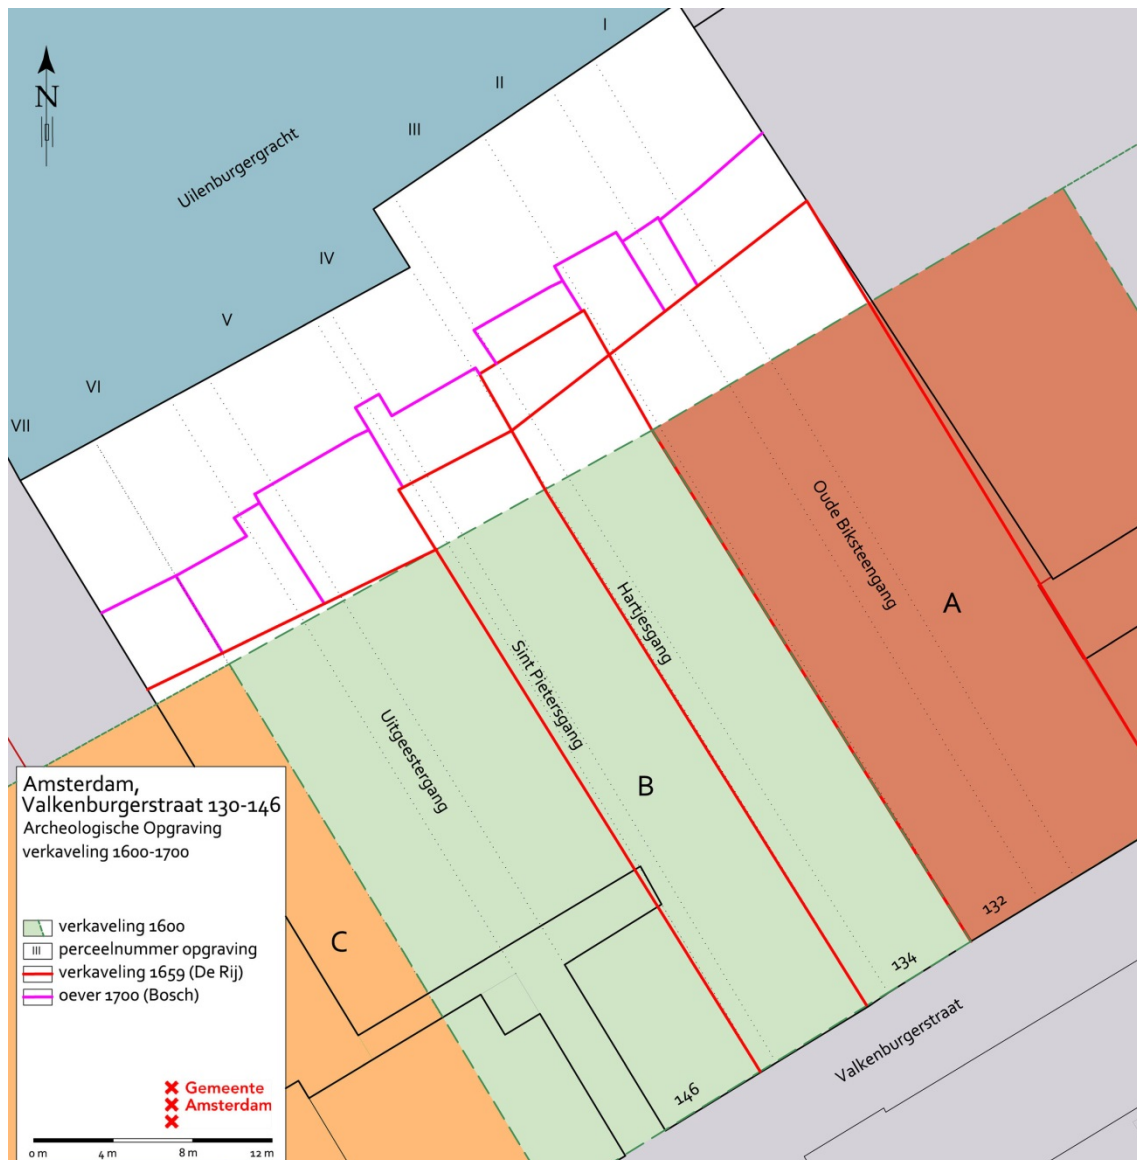 I
II
III
N
Uilenburgergracht
IV
V
VI
VII
Oude Biksteengang
A
Hartjesgang
Sint Pietersgang
Uitgeestergang
B
C
132
134
146
Valkenburgerstraat
Amsterdam,
Valkenburgerstraat 130-146
Archeologische Opgraving
verkaveling 1600-1700
verkaveling 1600
III perceelnummer opgraving
verkaveling 1659 (De Rij)
oever 1700 (Bosch)
Gemeente
Amsterdam
0 m 4 m 8 m 12 m